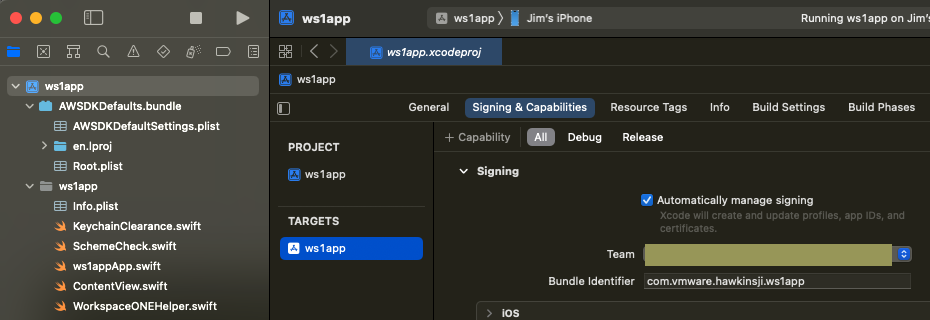 ws1app
ws1app 〉 Jim's iPhone
Running ws1app on Jim's
ws1app.xcodeproj
ws1app
ws1app
AWSDKDefaults.bundle
AWSDKDefaultSettings.plist
en.lproj
Root.plist
ws1app
Info.plist
KeychainClearance.swift
SchemeCheck.swift
ws1appApp.swift
ContentView.swift
WorkspaceONEHelper.swift
General Signing & Capabilities Resource Tags Info Build Settings Build Phases
PROJECT
ws1app
TARGETS
ws1app
+ Capability All Debug Release
Signing
Automatically manage signing
Xcode will create and update profiles, app IDs, and
certificates.
Team
Bundle Identifier com.vmware.hawkinsji.ws1app
iOS